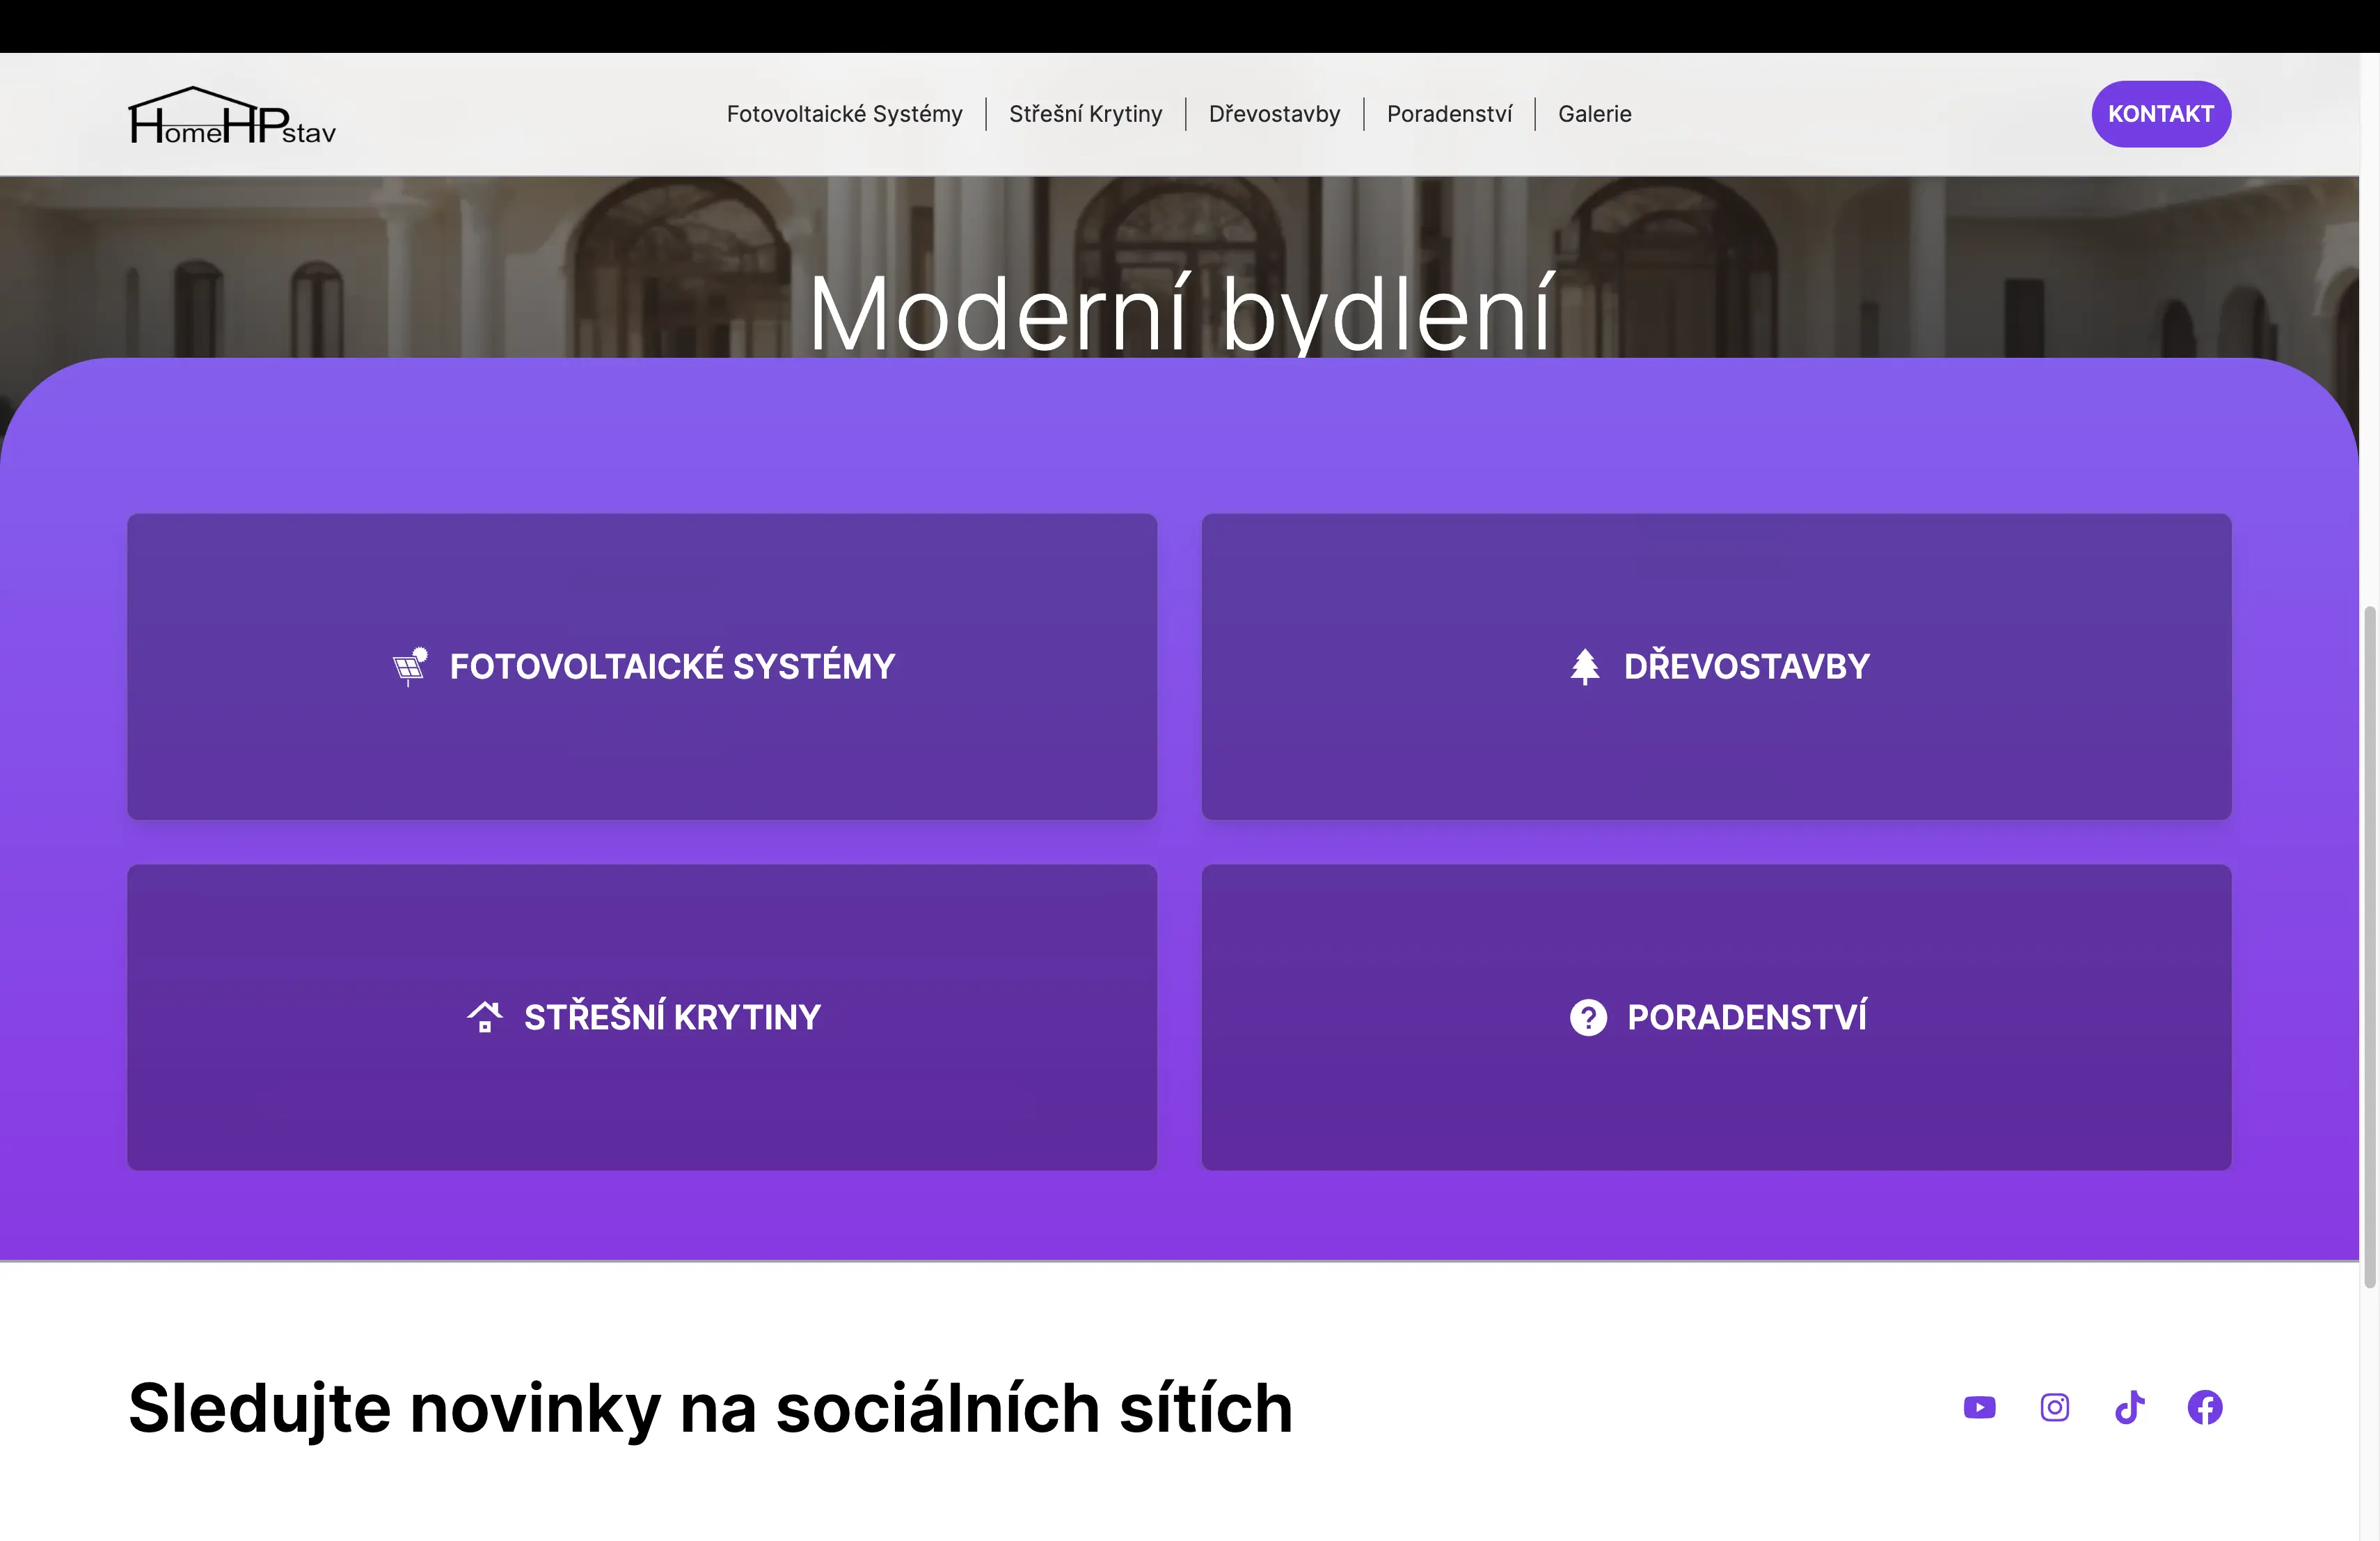 HomeHPstav
Fotovoltaické Systémy
Střešní Krytiny
Dřevostavby
Poradenství
Galerie
KONTAKT
Moderní bydlení
FOTOVOLTAICKÉ SYSTÉMY
DŘEVOSTAVBY
STŘEŠNÍ KRYTINY
PORADENSTVÍ
Sledujte novinky na sociálních sítích